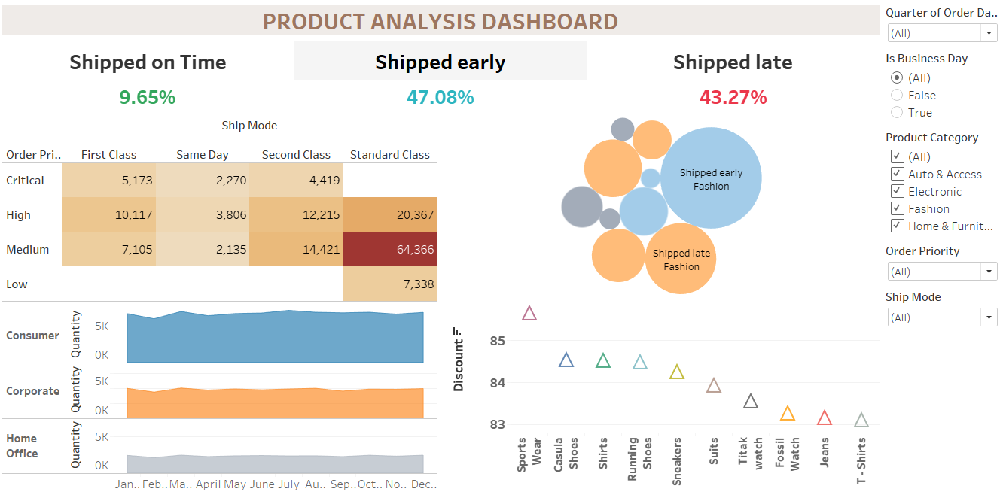 PRODUCT ANALYSIS DASHBOARD
Shipped on Time
9.65%
Shipped early
47.08%
Shipped late
43.27%
Ship Mode
Order Pri.. First Class Same Day Second Class Standard Class
Critical 5,173 2,270 4,419
High 10,117 3,806 12,215 20,367
Medium 7,105 2,135 14,421 64,366
Low 7,338
Shipped early
Fashion
Shipped late
Fashion
Consumer
Quantity
5K
0K
Corporate
Quantity
5K
0K
Home
Office
Quantity
5K
0K
Jan.. Feb.. Ma.. April May June July Au.. Sep.. Oct.. No.. Dec..
Discount
85
84
83
Sports
Wear
Casula
Shoes
Shirts
Running
Shoes
Sneakers
Suits
Titak
watch
Fossil
Watch
Jeans
T - Shirts
Quarter of Order Da..
(All)
Is Business Day
(All)
False
True
Product Category
(All)
Auto & Access...
Electronic
Fashion
Home & Furnit...
Order Priority
(All)
Ship Mode
(All)